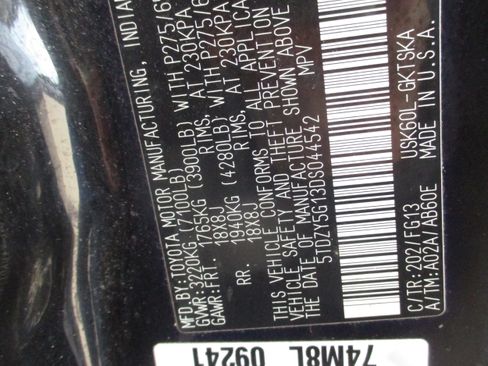 MFD. BY: TOYOTA MOTOR MANUFACTURING, INDIANA
GVWR: 3220KG (7100LB)
GAWR: FRT. 1765KG (3900LB) WITH P275/6
18X8J RIMS, AT 230KPA
RR. 1940KG (4280LB) WITH P275/6
18X8J RIMS, AT 230KPA
THIS VEHICLE CONFORMS TO ALL APPLICA
VEHICLE SAFETY AND THEFT PREVENTION
DATE OF MANUFACTURE SHOWN ABOVE
5TDZY5G13DS044542 MPV
C/TR: 202/FG13 USK60L-GKTSKA
A/TM: A02A/AB60E MADE IN U.S.A.
74M8L
09241